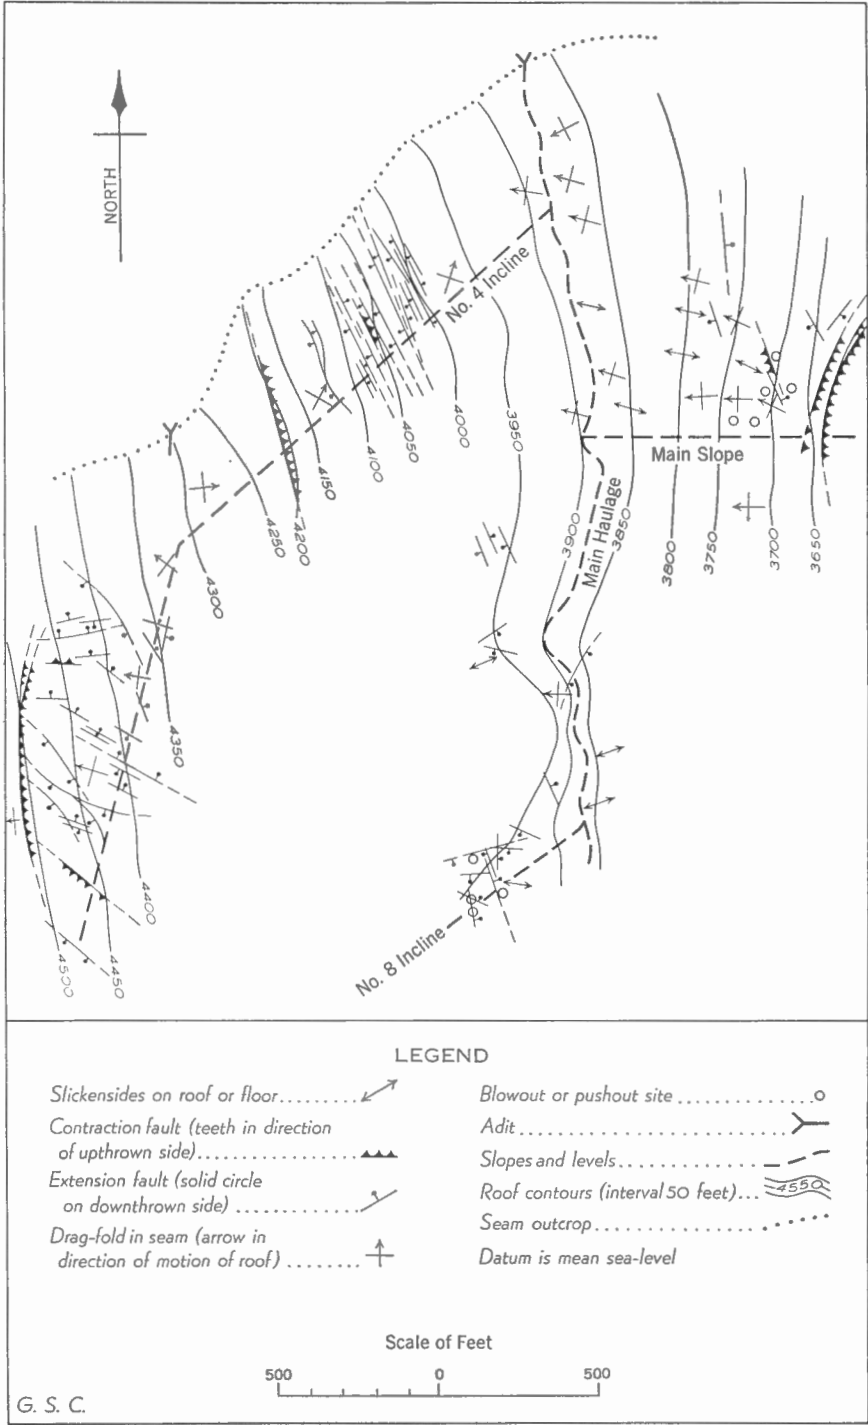 NORTH
No. 4 Incline
4000
3950
4050
4100
4150
4200
4250
4300
4350
4400
4450
4500
Main Slope
Main Haulage
3900
3850
3800
3750
3700
3650
No. 8 Incline
LEGEND
Slickensides on roof or floor
Contraction fault (teeth in direction
of upthrown side)
Extension fault (solid circle
on downthrown side)
Drag-fold in seam (arrow in
direction of motion of roof)
Blowout or pushout site
Adit
Slopes and levels
Roof contours (interval 50 feet)... 4550
Seam outcrop
Datum is mean sea-level
Scale of Feet
500 0 500
G. S. C.